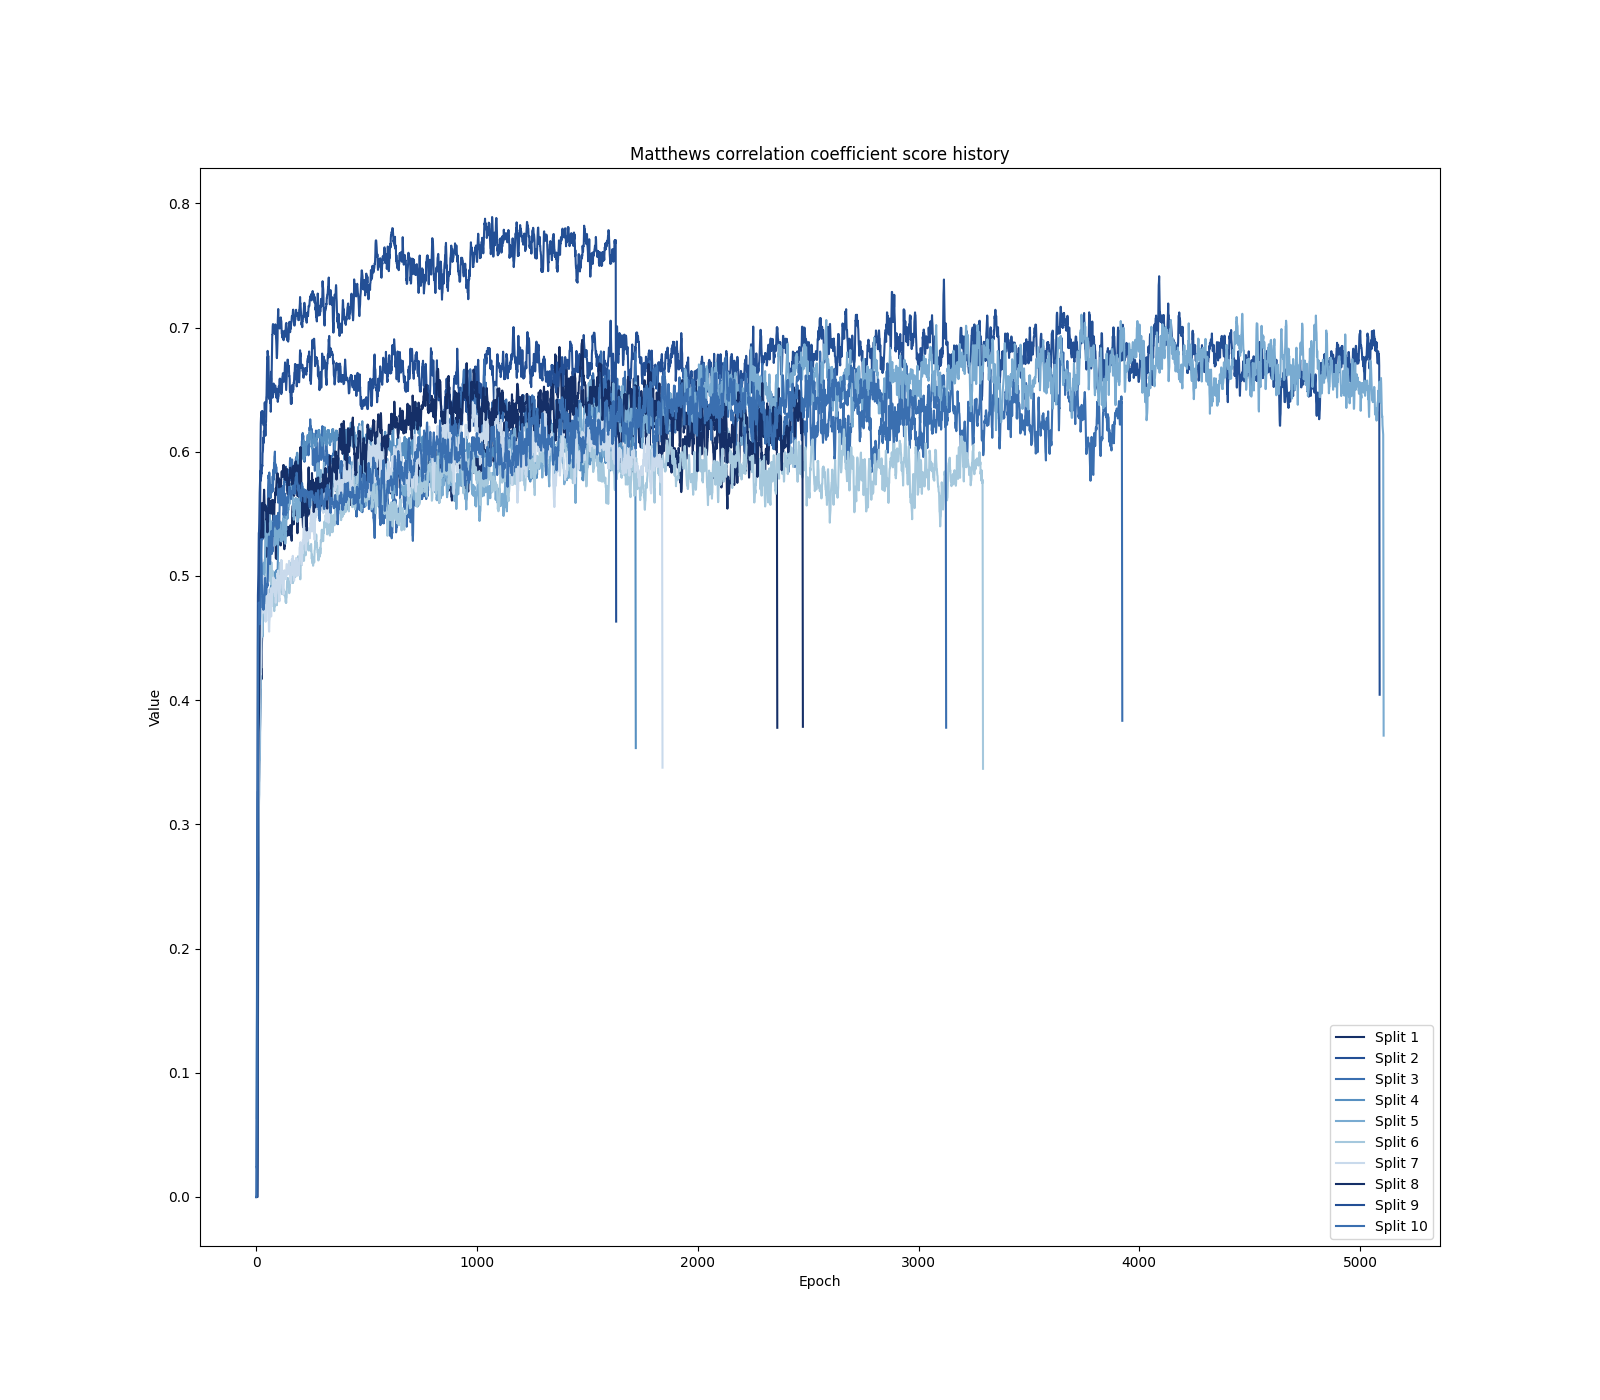 Matthews correlation coefficient score history
0.8
0.7
0.6
0.5
0.4
0.3
0.2
0.1
0.0
Value
0
1000
2000
3000
4000
5000
Epoch
Split 1
Split 2
Split 3
Split 4
Split 5
Split 6
Split 7
Split 8
Split 9
Split 10